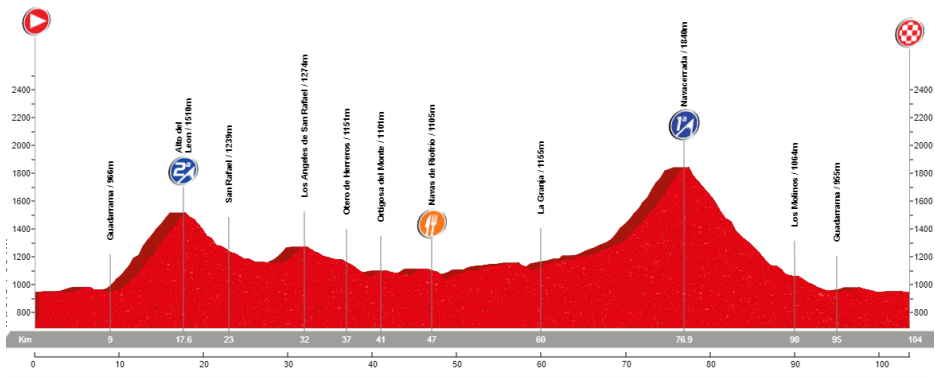 Guadarrama / 966m
Alto del
Leon / 1510m
2ª
San Rafael / 1239m
Los Angeles de San Rafael / 1274m
Otero de Herreros / 1151m
Ortigosa del Monte / 1101m
Navas de Riofrio / 1105m
La Granja / 1155m
Navacerrada / 1840m
1ª
Los Molinos / 1064m
Guadarrama / 955m
2400 2400
2200 2200
2000 2000
1800 1800
1600 1600
1400 1400
1200 1200
1000 1000
800 800
Km 9 17.6 23 32 37 41 47 60 76.9 90 95 104
0 10 20 30 40 50 60 70 80 90 100